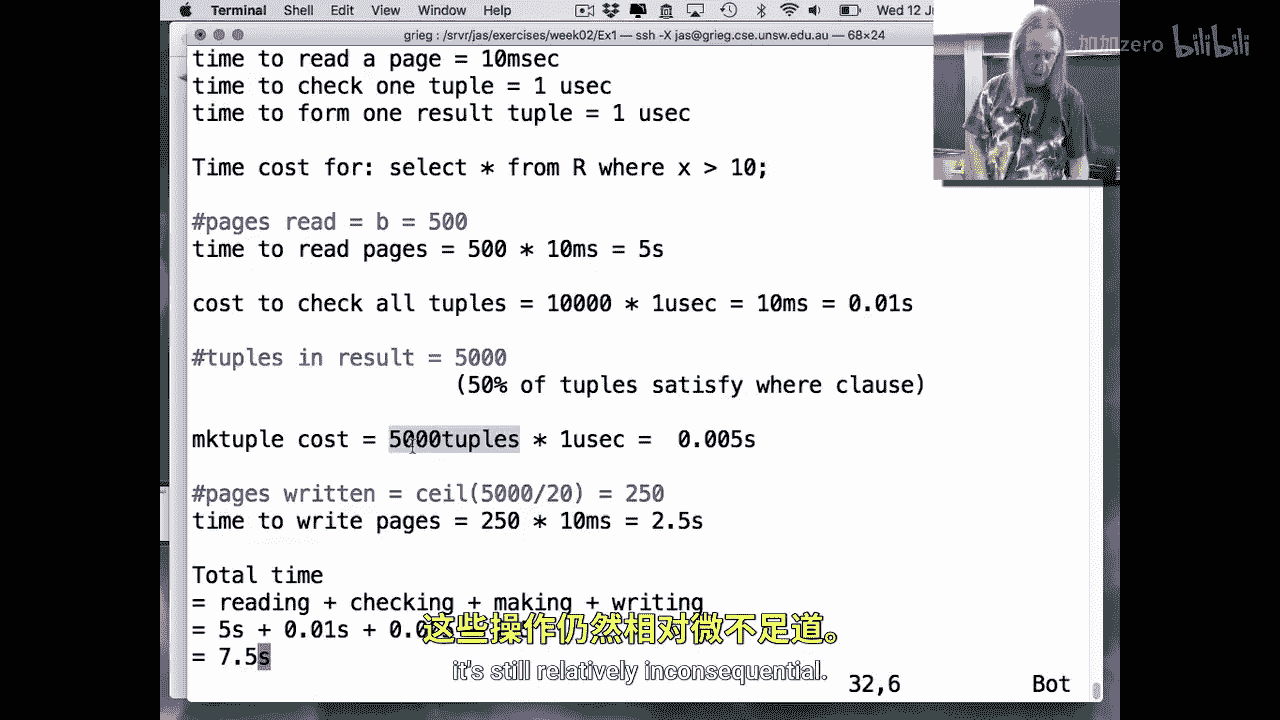 Terminal Shell Edit View Window Help Wed 12
grieg : /srvr/jas/exercises/week02/Ex1 — ssh -X jas@grieg.cse.unsw.edu.au — 68×24
加加zero bilibili
time to read a page = 10msec
time to check one tuple = 1 usec
time to form one result tuple = 1 usec
Time cost for: select * from R where x > 10;
#pages read = b = 500
time to read pages = 500 * 10ms = 5s
cost to check all tuples = 10000 * 1usec = 10ms = 0.01s
#tuples in result = 5000
(50% of tuples satisfy where clause)
mktuple cost = 5000tuples * 1usec = 0.005s
#pages written = ceil(5000/20) = 250
time to write pages = 250 * 10ms = 2.5s
Total time
= reading + checking + making + writing
= 5s + 0.01s + 0.0
这些操作仍然相对微不足道。
= 7.5s
it's still relatively inconsequential.
32,6 Bot